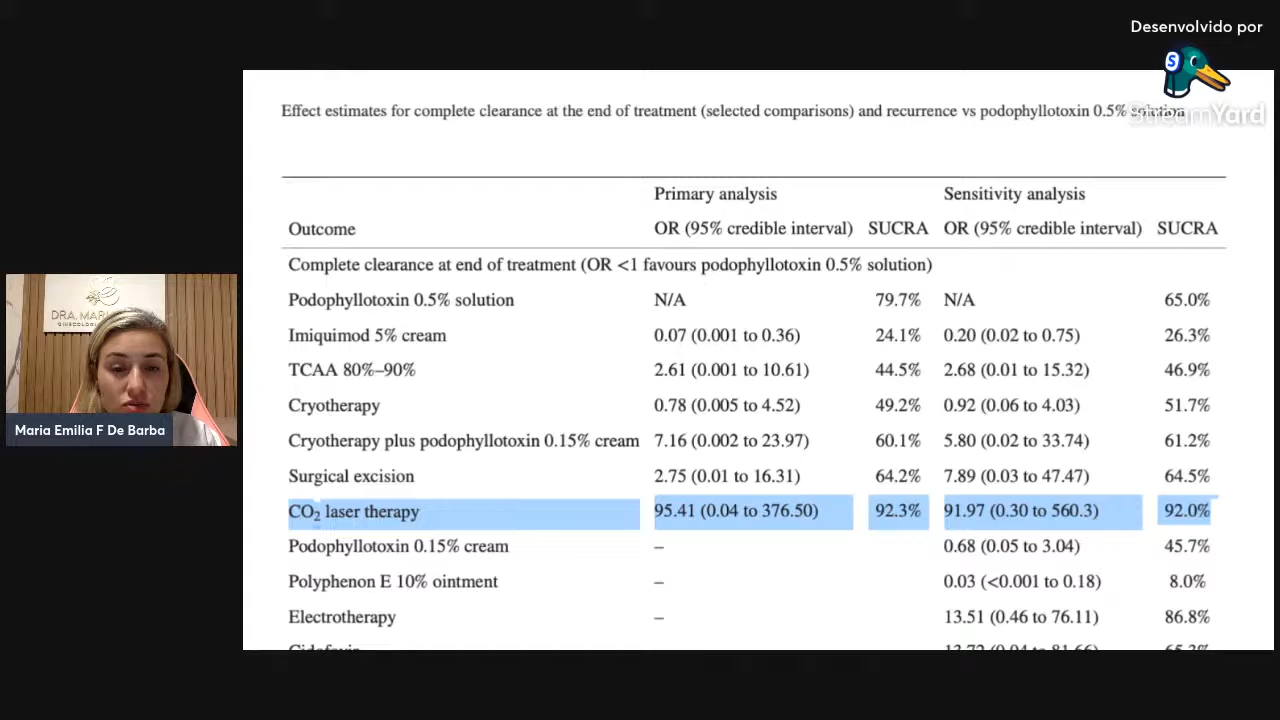 Desenvolvido por
S
StreamYard
Effect estimates for complete clearance at the end of treatment (selected comparisons) and recurrence vs podophyllotoxin 0.5% solution
Primary analysis Sensitivity analysis
Outcome OR (95% credible interval) SUCRA OR (95% credible interval) SUCRA
Complete clearance at end of treatment (OR <1 favours podophyllotoxin 0.5% solution)
Podophyllotoxin 0.5% solution N/A 79.7% N/A 65.0%
Imiquimod 5% cream 0.07 (0.001 to 0.36) 24.1% 0.20 (0.02 to 0.75) 26.3%
TCAA 80%–90% 2.61 (0.001 to 10.61) 44.5% 2.68 (0.01 to 15.32) 46.9%
Cryotherapy 0.78 (0.005 to 4.52) 49.2% 0.92 (0.06 to 4.03) 51.7%
Cryotherapy plus podophyllotoxin 0.15% cream 7.16 (0.002 to 23.97) 60.1% 5.80 (0.02 to 33.74) 61.2%
Surgical excision 2.75 (0.01 to 16.31) 64.2% 7.89 (0.03 to 47.47) 64.5%
CO₂ laser therapy 95.41 (0.04 to 376.50) 92.3% 91.97 (0.30 to 560.3) 92.0%
Podophyllotoxin 0.15% cream – 0.68 (0.05 to 3.04) 45.7%
Polyphenon E 10% ointment – 0.03 (<0.001 to 0.18) 8.0%
Electrotherapy – 13.51 (0.46 to 76.11) 86.8%
DRA. MAR
Maria Emilia F De Barba